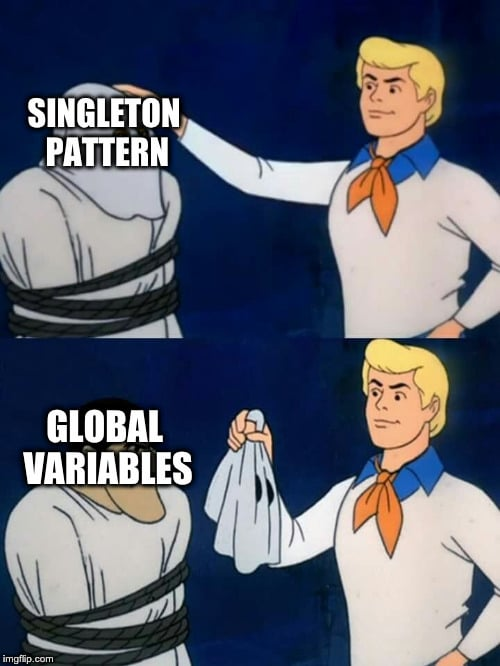 SINGLETON
PATTERN
GLOBAL
VARIABLES
imgflip.com